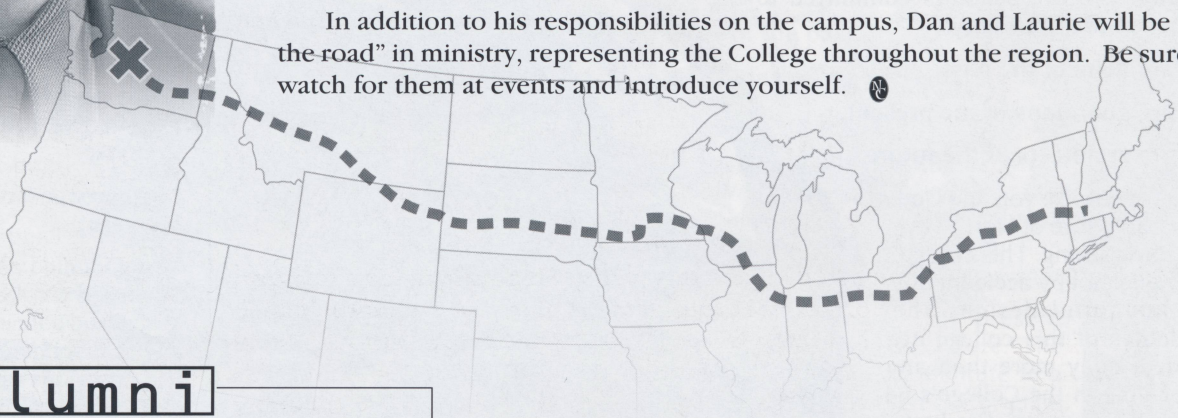 In addition to his responsibilities on the campus, Dan and Laurie will be
the road” in ministry, representing the College throughout the region. Be sure
watch for them at events and introduce yourself.
lumni